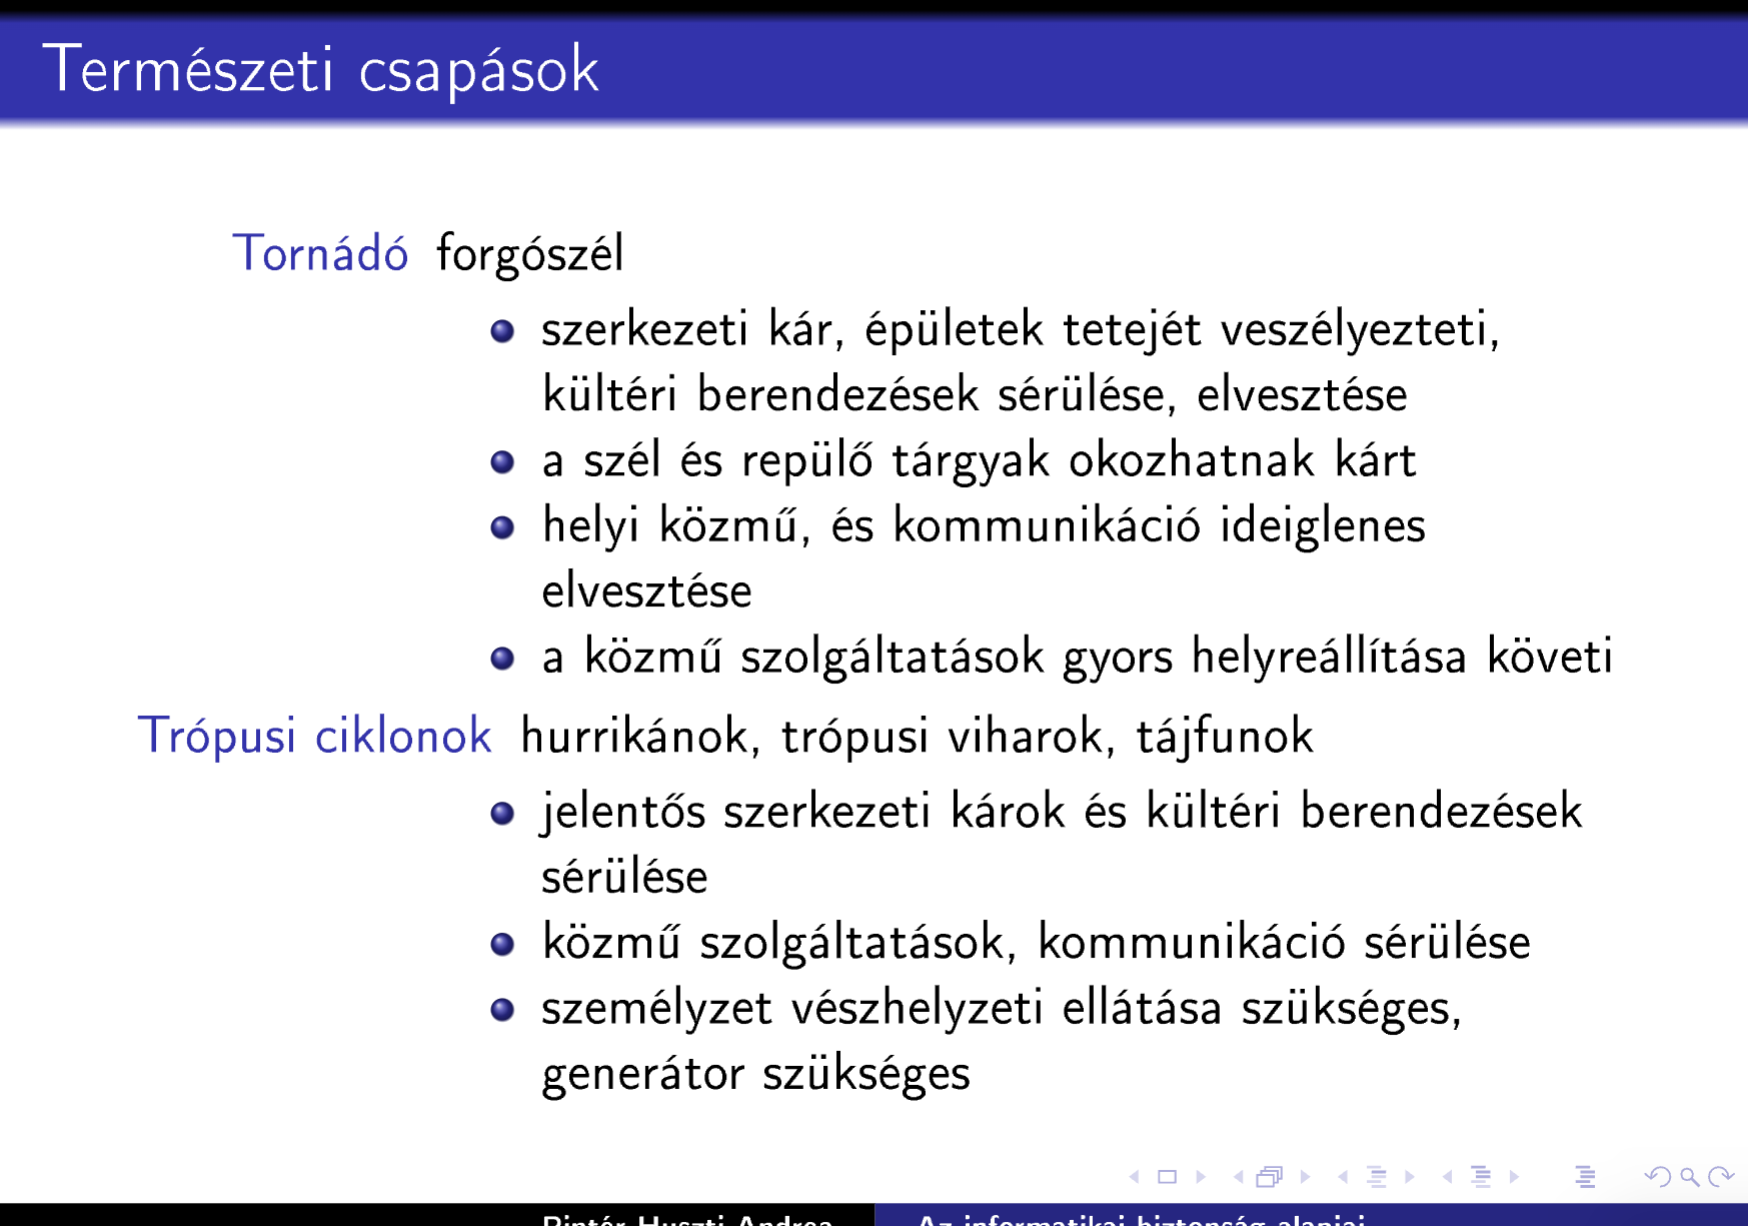 Természeti csapások
Tornádó forgószél
szerkezeti kár, épületek tetejét veszélyezteti,
kültéri berendezések sérülése, elvesztése
a szél és repülő tárgyak okozhatnak kárt
helyi közmű, és kommunikáció ideiglenes
elvesztése
a közmű szolgáltatások gyors helyreállítása követi
Trópusi ciklonok hurrikánok, trópusi viharok, tájfunok
jelentős szerkezeti károk és kültéri berendezések
sérülése
közmű szolgáltatások, kommunikáció sérülése
személyzet vészhelyzeti ellátása szükséges,
generátor szükséges
Pintér-Huszti Andrea Az informatikai biztonság alapjai